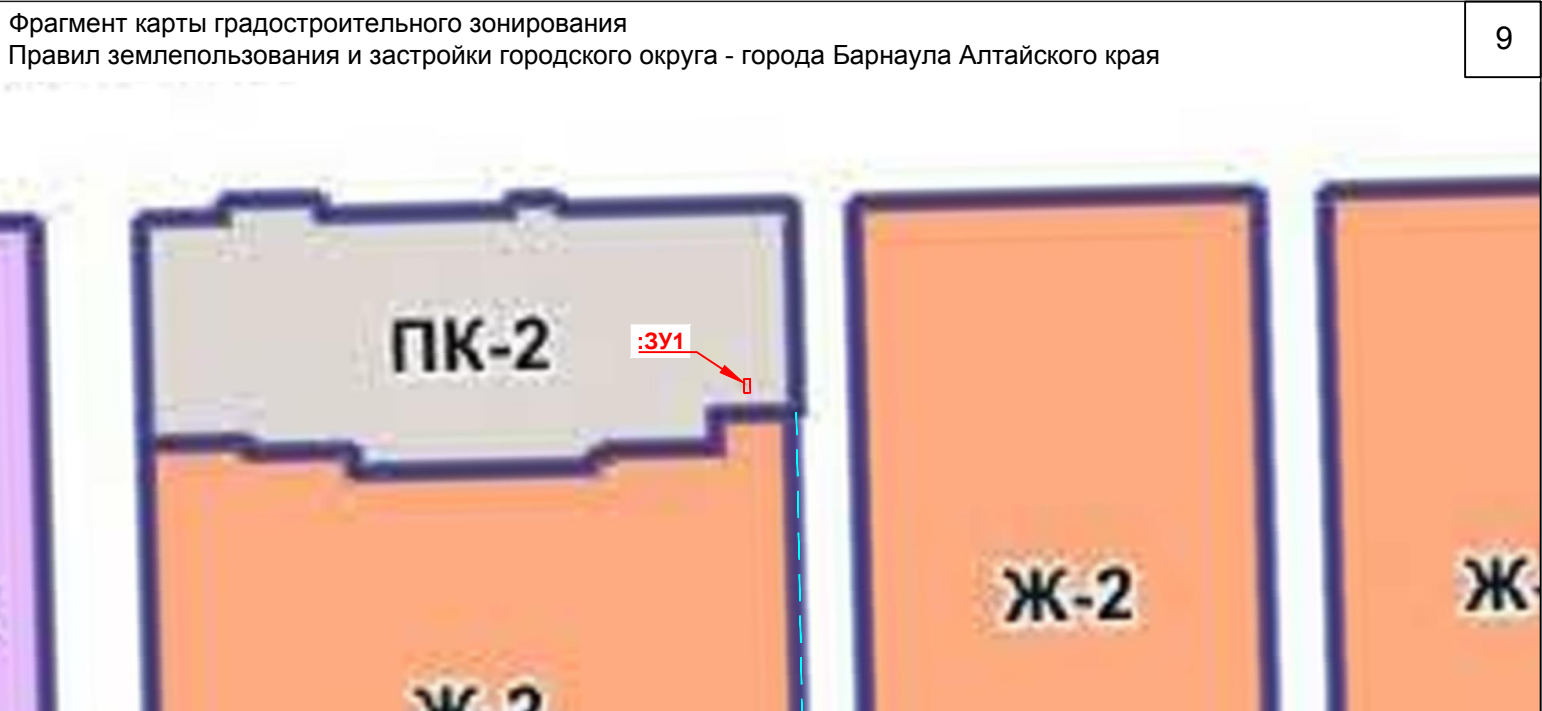 Фрагмент карты градостроительного зонирования
Правил землепользования и застройки городского округа - города Барнаула Алтайского края
9
ПК-2
:ЗУ1
Ж-2
Ж-